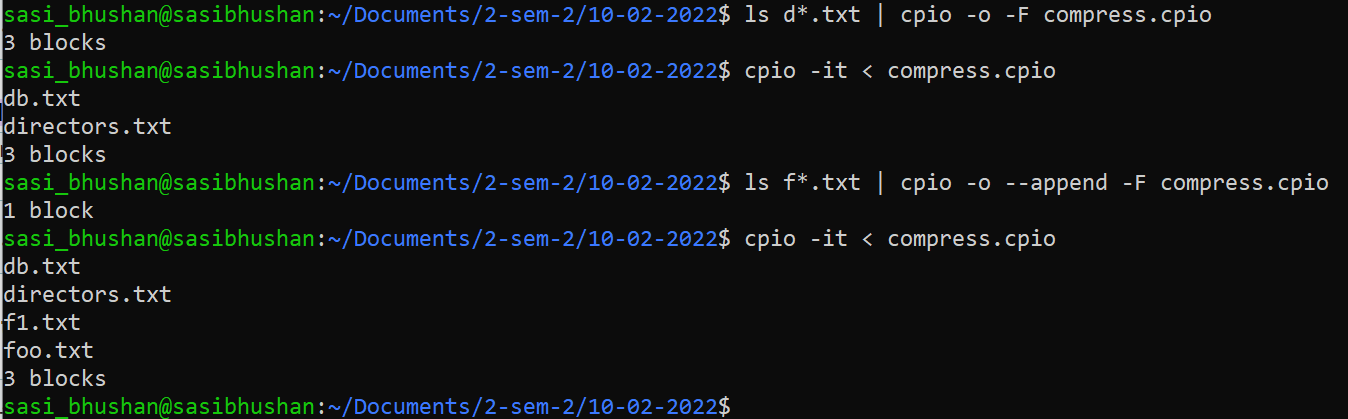 sasi_bhushan@sasibhushan:~/Documents/2-sem-2/10-02-2022$ ls d*.txt | cpio -o -F compress.cpio
3 blocks
sasi_bhushan@sasibhushan:~/Documents/2-sem-2/10-02-2022$ cpio -it < compress.cpio
db.txt
directors.txt
3 blocks
sasi_bhushan@sasibhushan:~/Documents/2-sem-2/10-02-2022$ ls f*.txt | cpio -o --append -F compress.cpio
1 block
sasi_bhushan@sasibhushan:~/Documents/2-sem-2/10-02-2022$ cpio -it < compress.cpio
db.txt
directors.txt
f1.txt
foo.txt
3 blocks
sasi_bhushan@sasibhushan:~/Documents/2-sem-2/10-02-2022$